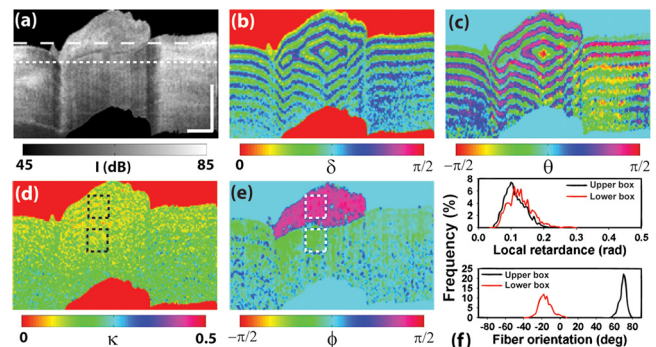 (a)
(b)
(c)
45 I (dB) 85
0 δ π/2
−π/2 θ π/2
(d)
(e)
Frequency (%)
8
6
4
2
0
Upper box
Lower box
0.0 0.1 0.2 0.3 0.4 0.5
Local retardance (rad)
25
20
15
10
5
0
Upper box
Lower box
-80 -60 -40 -20 0 20 40 60 80
Fiber orientation (deg)
0 κ 0.5
−π/2 ϕ π/2
(f)